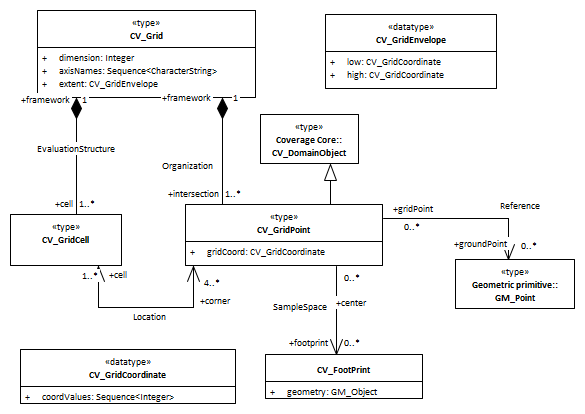 «type»
CV_Grid
+ dimension: Integer
+ axisNames: Sequence<CharacterString>
+ extent: CV_GridEnvelope
«datatype»
CV_GridEnvelope
+ low: CV_GridCoordinate
+ high: CV_GridCoordinate
+framework 1
+framework 1
«type»
Coverage Core::
CV_DomainObject
EvaluationStructure
Organization
+cell 1..*
+intersection 1..*
«type»
CV_GridCell
«type»
CV_GridPoint
+ gridCoord: CV_GridCoordinate
+gridPoint
0..*
Reference
+groundPoint 0..*
«type»
Geometric primitive::
GM_Point
1..* +cell
4..*
+corner
Location
0..*
+center
SampleSpace
+footprint 0..*
«datatype»
CV_GridCoordinate
+ coordValues: Sequence<Integer>
CV_FootPrint
+ geometry: GM_Object